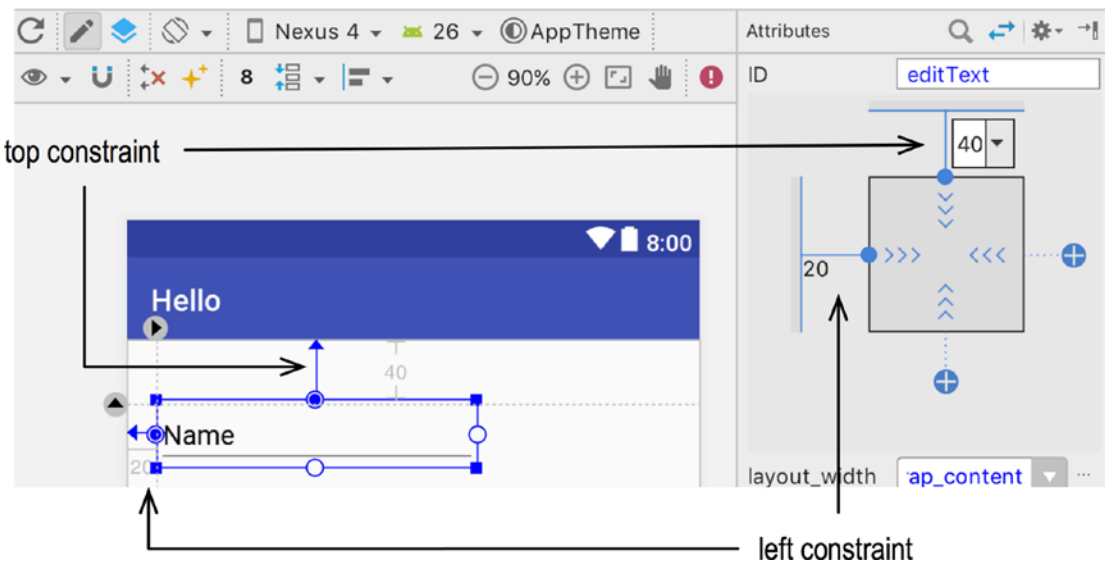 Nexus 4 26 AppTheme Attributes
8 90% ID editText
top constraint 40
8:00
20
Hello
40
Name
20
layout_width ap_content ...
left constraint